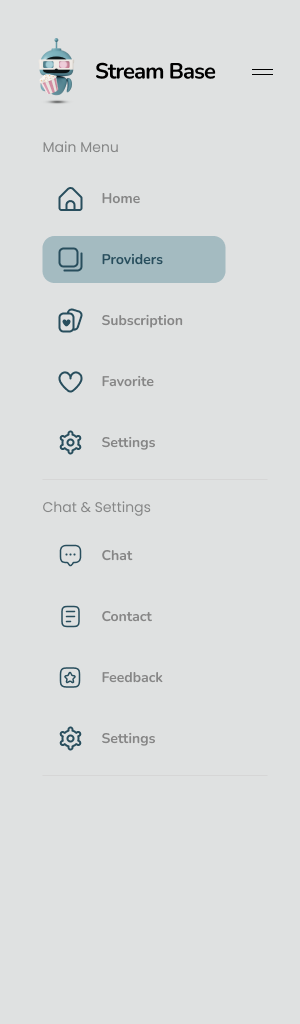 Stream Base
Main Menu
Home
Providers
Subscription
Favorite
Settings
Chat & Settings
Chat
Contact
Feedback
Settings